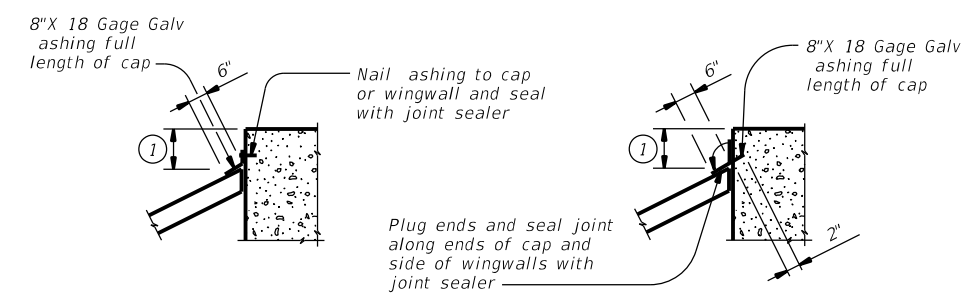 8"X 18 Gage Galv
ashing full
length of cap
6"
Nail ashing to cap
or wingwall and seal
with joint sealer
1
6"
8"X 18 Gage Galv
ashing full
length of cap
1
Plug ends and seal joint
along ends of cap and
side of wingwalls with
joint sealer
2"